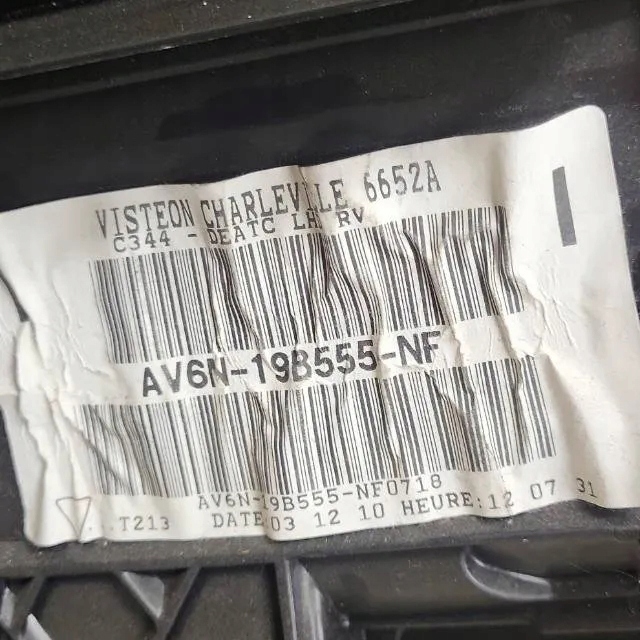 VISTEON CHARLEVILLE 6652A
C344 - DEATC LH RV
AV6N-19B555-NF
AV6N-19B555-NF0718
T213 DATE:03 12 10 HEURE:12 07 31